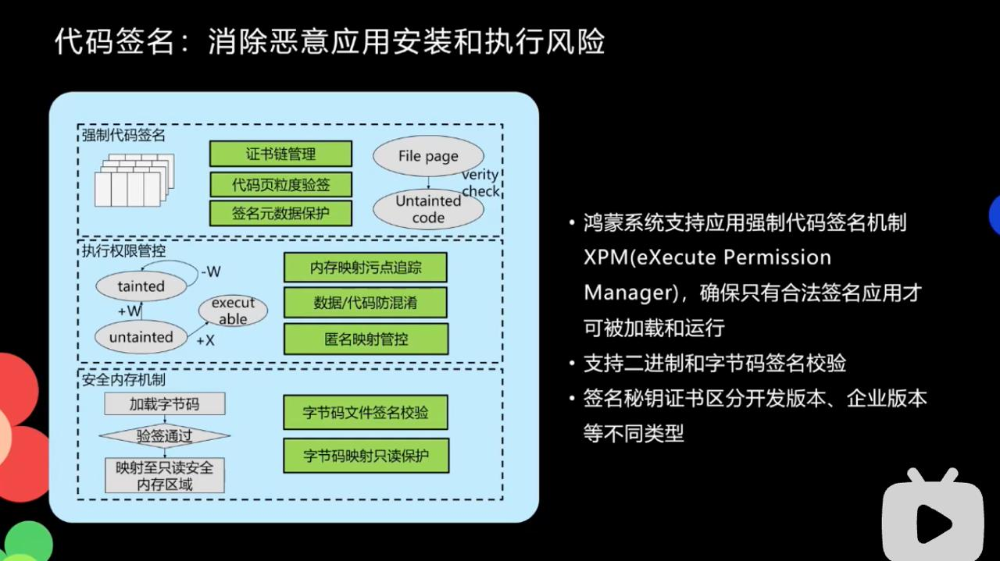 代码签名：消除恶意应用安装和执行风险
强制代码签名
证书链管理
代码页粒度验签
签名元数据保护
File page
verity
check
Untainted
code
执行权限管控
tainted
-W
+W
execut
able
untainted
+X
内存映射污点追踪
数据/代码防混淆
匿名映射管控
安全内存机制
加载字节码
验签通过
映射至只读安全
内存区域
字节码文件签名校验
字节码映射只读保护
• 鸿蒙系统支持应用强制代码签名机制
XPM(eXecute Permission
Manager)，确保只有合法签名应用才
可被加载和运行
• 支持二进制和字节码签名校验
• 签名秘钥证书区分开发版本、企业版本
等不同类型